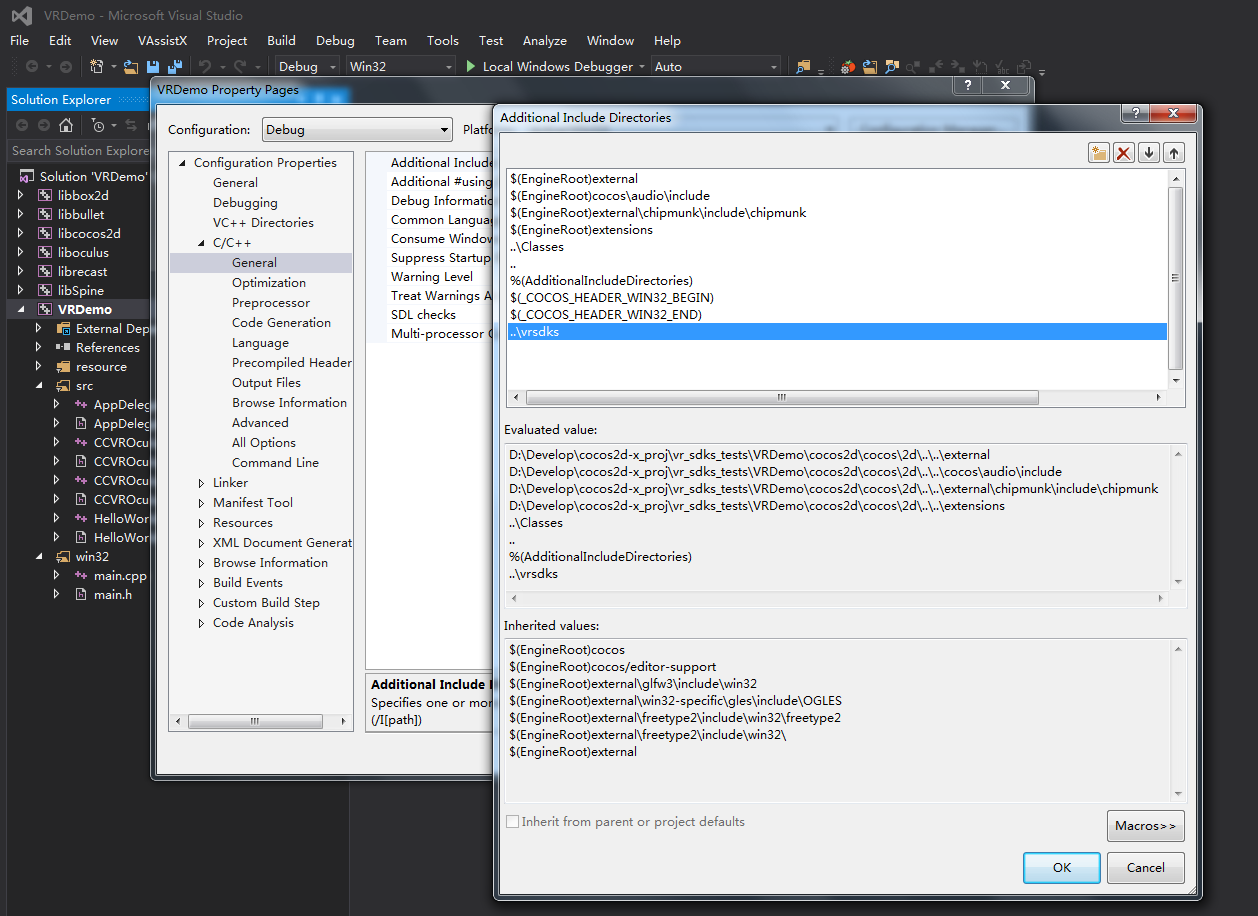 VRDemo - Microsoft Visual Studio
File Edit View VAssistX Project Build Debug Team Tools Test Analyze Window Help
Debug Win32 Local Windows Debugger Auto
Solution Explorer
Search Solution Explore
Solution 'VRDemo'
libbox2d
libbullet
libcocos2d
liboculus
librecast
libSpine
VRDemo
External Dep
References
resource
src
AppDeleg
AppDeleg
CCVROcu
CCVROcu
CCVROcu
CCVROcu
HelloWor
HelloWor
win32
main.cpp
main.h
VRDemo Property Pages
Configuration: Debug Platfo
Configuration Properties
General
Debugging
VC++ Directories
C/C++
General
Optimization
Preprocessor
Code Generation
Language
Precompiled Header
Output Files
Browse Information
Advanced
All Options
Command Line
Linker
Manifest Tool
Resources
XML Document Generat
Browse Information
Build Events
Custom Build Step
Code Analysis
Additional Include
Additional #using
Debug Informatio
Common Langua
Consume Window
Suppress Startup
Warning Level
Treat Warnings A
SDL checks
Multi-processor C
Additional Include
Specifies one or mor
(/I[path])
Additional Include Directories
$(EngineRoot)external
$(EngineRoot)cocos\audio\include
$(EngineRoot)external\chipmunk\include\chipmunk
$(EngineRoot)extensions
..\Classes
..
%(AdditionalIncludeDirectories)
$(_COCOS_HEADER_WIN32_BEGIN)
$(_COCOS_HEADER_WIN32_END)
..\vrsdks
Evaluated value:
D:\Develop\cocos2d-x_proj\vr_sdks_tests\VRDemo\cocos2d\cocos\2d\..\..\external
D:\Develop\cocos2d-x_proj\vr_sdks_tests\VRDemo\cocos2d\cocos\2d\..\..\cocos\audio\include
D:\Develop\cocos2d-x_proj\vr_sdks_tests\VRDemo\cocos2d\cocos\2d\..\..\external\chipmunk\include\chipmunk
D:\Develop\cocos2d-x_proj\vr_sdks_tests\VRDemo\cocos2d\cocos\2d\..\..\extensions
..\Classes
..
%(AdditionalIncludeDirectories)
..\vrsdks
Inherited values:
$(EngineRoot)cocos
$(EngineRoot)cocos/editor-support
$(EngineRoot)external\glfw3\include\win32
$(EngineRoot)external\win32-specific\gles\include\OGLES
$(EngineRoot)external\freetype2\include\win32\freetype2
$(EngineRoot)external\freetype2\include\win32\
$(EngineRoot)external
Inherit from parent or project defaults
Macros>>
OK Cancel